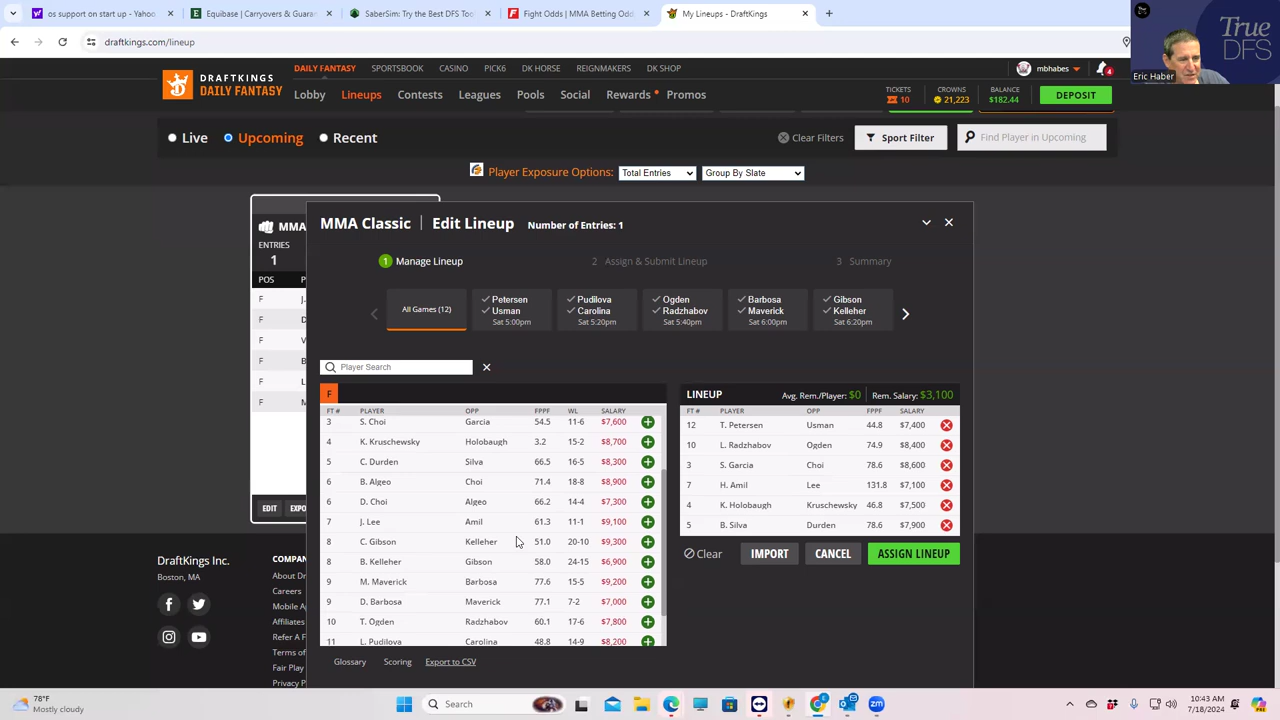 os support on start up - Yahoo
Equibase | Carryovers & Guaran
SaberSim: Try the Best DFS Too
Fight Odds | MMA Betting Odd
My Lineups - DraftKings
draftkings.com/lineup
True DFS
Eric Haber
DRAFTKINGS DAILY FANTASY
DAILY FANTASY SPORTSBOOK CASINO PICK6 DK HORSE REIGNMAKERS DK SHOP
mbhabes 4
Lobby Lineups Contests Leagues Pools Social Rewards Promos
TICKETS 10 CROWNS 21,223 BALANCE $182.44 DEPOSIT
Live Upcoming Recent
Clear Filters Sport Filter Find Player in Upcoming
Player Exposure Options: Total Entries Group By Slate
MMA
ENTRIES
1
POS
F
F
F
F
F
F
EDIT EXPO
MMA Classic | Edit Lineup Number of Entries: 1
1 Manage Lineup 2 Assign & Submit Lineup 3 Summary
All Games (12)
Petersen Usman Sat 5:00pm
Pudilova Carolina Sat 5:20pm
Ogden Radzhabov Sat 5:40pm
Barbosa Maverick Sat 6:00pm
Gibson Kelleher Sat 6:20pm
Player Search
F
FT # PLAYER OPP FPPF WL SALARY
3 S. Choi Garcia 54.5 11-6 $7,600
4 K. Kruschewsky Holobaugh 3.2 15-2 $8,700
5 C. Durden Silva 66.5 16-5 $8,300
6 B. Algeo Choi 71.4 18-8 $8,900
6 D. Choi Algeo 66.2 14-4 $7,300
7 J. Lee Amil 61.3 11-1 $9,100
8 C. Gibson Kelleher 51.0 20-10 $9,300
8 B. Kelleher Gibson 58.0 24-15 $6,900
9 M. Maverick Barbosa 77.6 15-5 $9,200
9 D. Barbosa Maverick 77.1 7-2 $7,000
10 T. Ogden Radzhabov 60.1 17-6 $7,800
11 L. Pudilova Carolina 48.8 14-9 $8,200
Glossary Scoring Export to CSV
LINEUP Avg. Rem./Player: $0 Rem. Salary: $3,100
FT # PLAYER OPP FPPF SALARY
12 T. Petersen Usman 44.8 $7,400
10 L. Radzhabov Ogden 74.9 $8,400
3 S. Garcia Choi 78.6 $8,600
7 H. Amil Lee 131.8 $7,100
4 K. Holobaugh Kruschewsky 46.8 $7,500
5 B. Silva Durden 78.6 $7,900
Clear IMPORT CANCEL ASSIGN LINEUP
DraftKings Inc.
Boston, MA
COMPAN
About Dr
Careers
Mobile A
Affiliates
Refer A F
Terms of
Fair Play
Privacy P
78°F
Mostly cloudy
Search
10:43 AM
7/18/2024